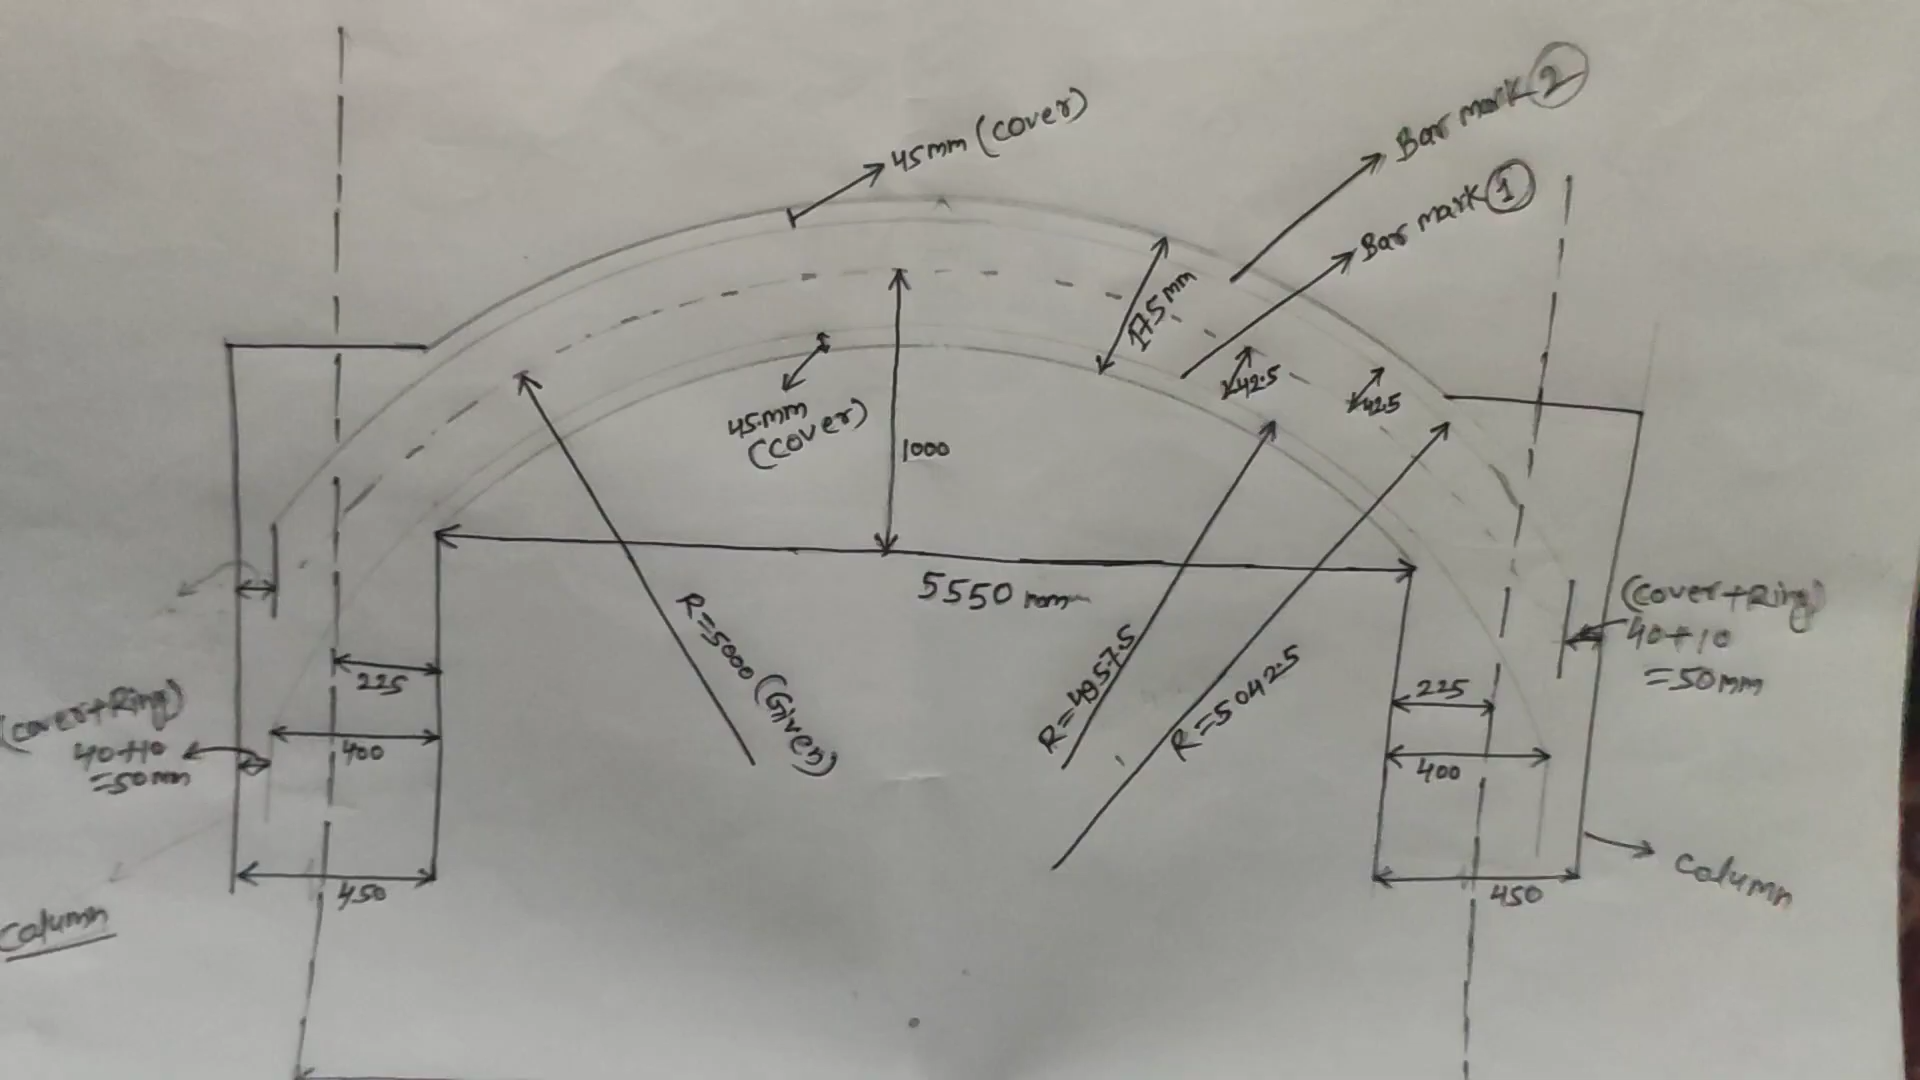 45mm (cover)
Bar mark 2
Bar mark 1
175 mm
42.5
42.5
45mm
(cover)
1000
5550 mm
R=5000 (Given)
R=4957.5
R=5042.5
(cover+Ring)
40+10
=50mm
225
400
450
(cover+Ring)
40+10
=50mm
225
400
450
Column
Column